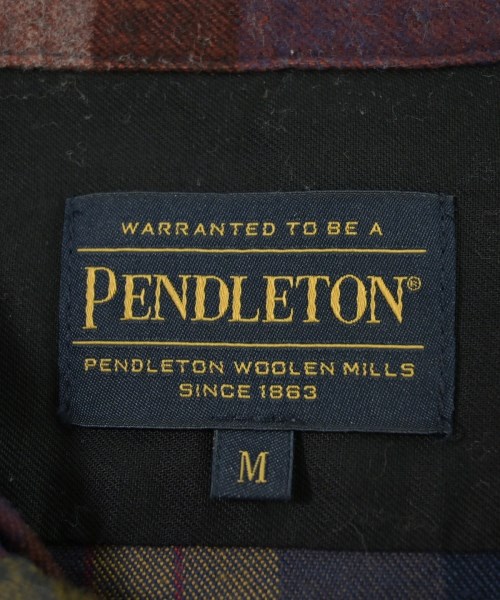 WARRANTED TO BE A
PENDLETON®
PENDLETON WOOLEN MILLS
SINCE 1863
M